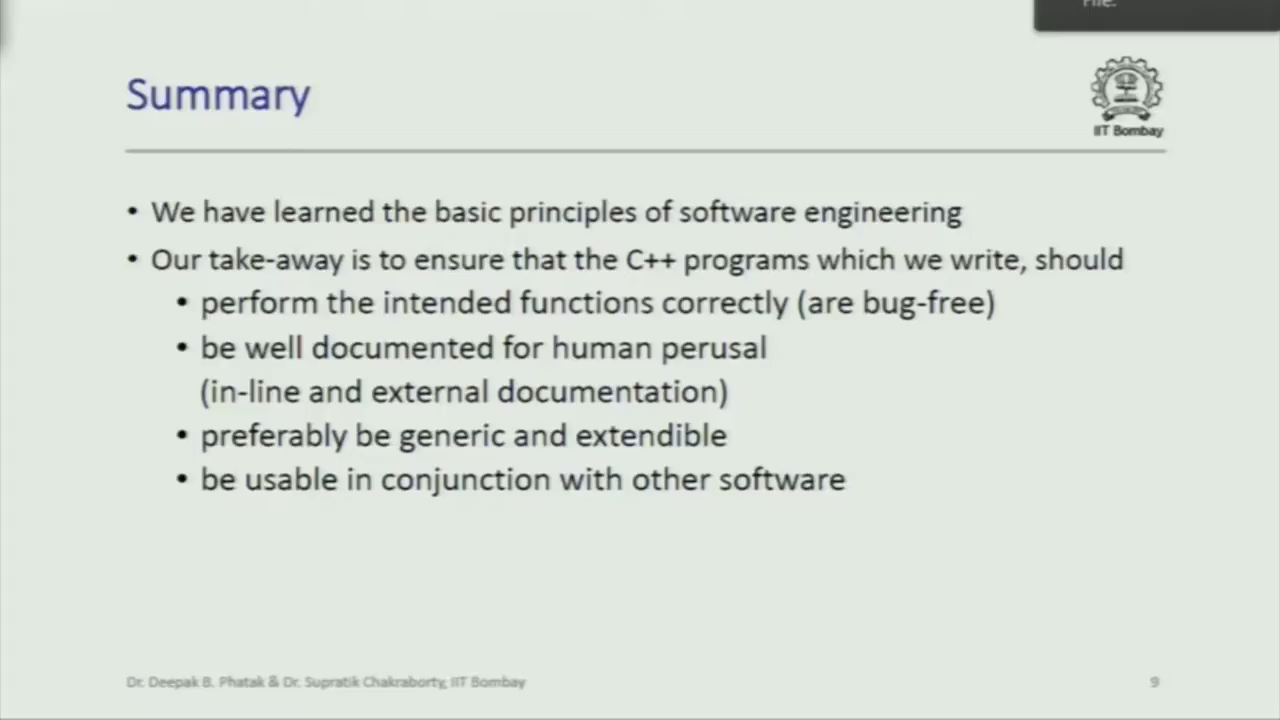 File.
Summary
IIT Bombay
• We have learned the basic principles of software engineering
• Our take-away is to ensure that the C++ programs which we write, should
• perform the intended functions correctly (are bug-free)
• be well documented for human perusal
(in-line and external documentation)
• preferably be generic and extendible
• be usable in conjunction with other software
Dr. Deepak B. Phatak & Dr. Supratik Chakraborty, IIT Bombay
9